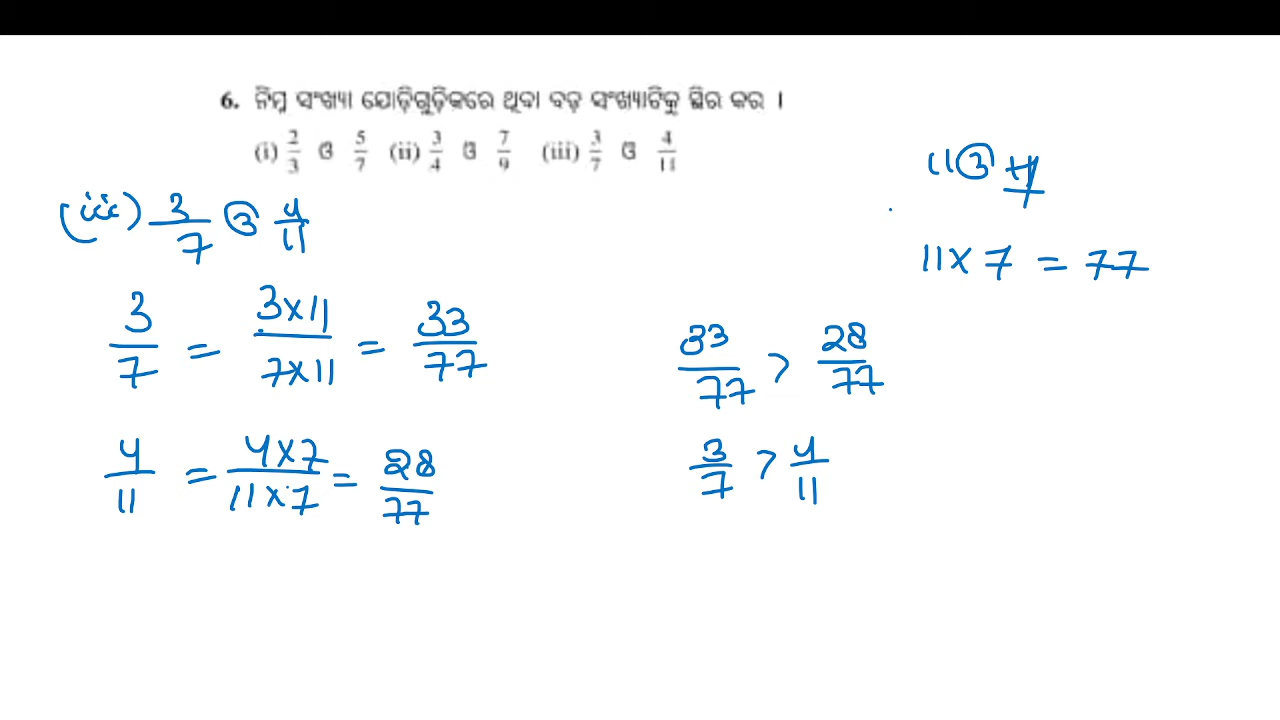 6. ନିମ୍ନ ସଂଖ୍ୟା ଯୋଡ଼ିଗୁଡ଼ିକରେ ଥିବା ବଡ଼ ସଂଖ୍ୟାଟିକୁ ସ୍ଥିର କର ।
(i) 2/3 ଓ 5/7 (ii) 3/4 ଓ 7/9 (iii) 3/7 ଓ 4/11
(iii) 3/7 ଓ 4/11
3/7 = 3×11/7×11 = 33/77
4/11 = 4×7/11×7 = 28/77
33/77 > 28/77
3/7 > 4/11
11 ଓ 7
11 × 7 = 77